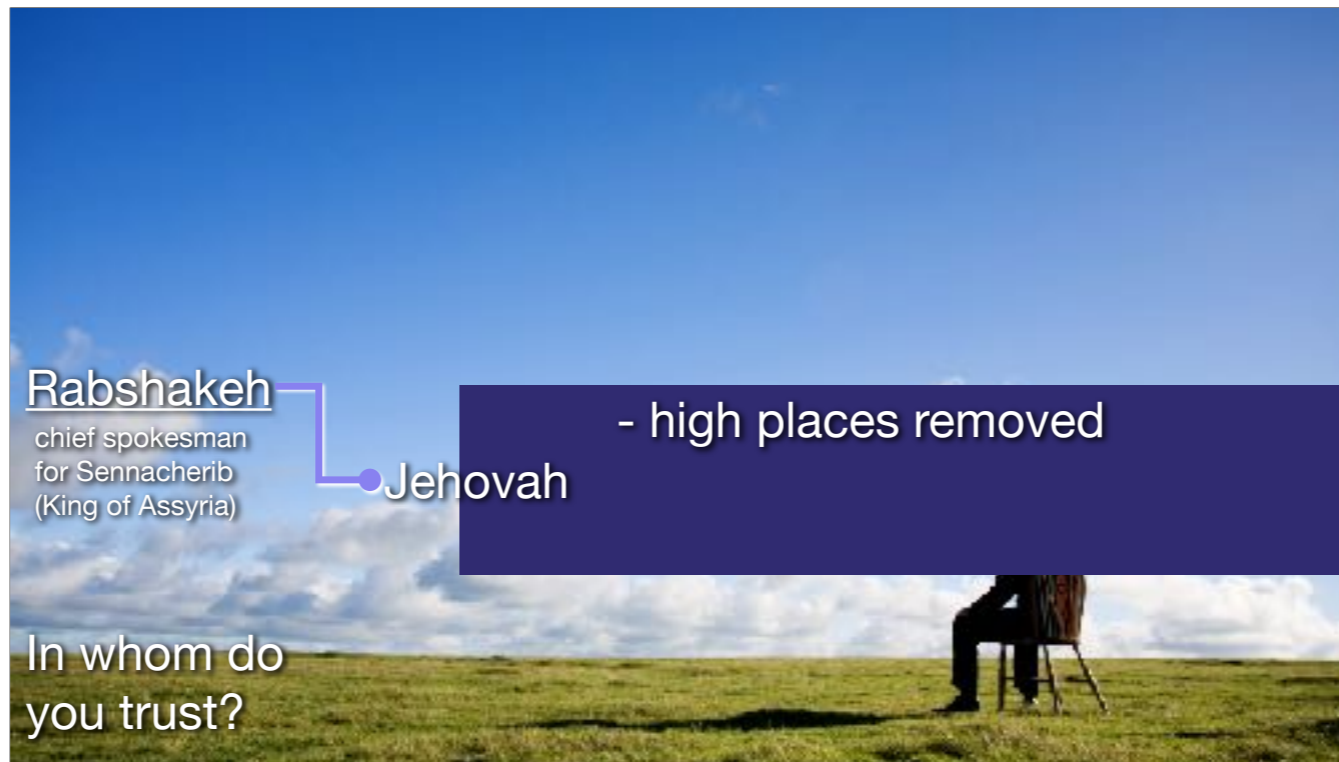 Rabshakeh
chief spokesman
for Sennacherib
(King of Assyria)
- high places removed
Jehovah
In whom do
you trust?